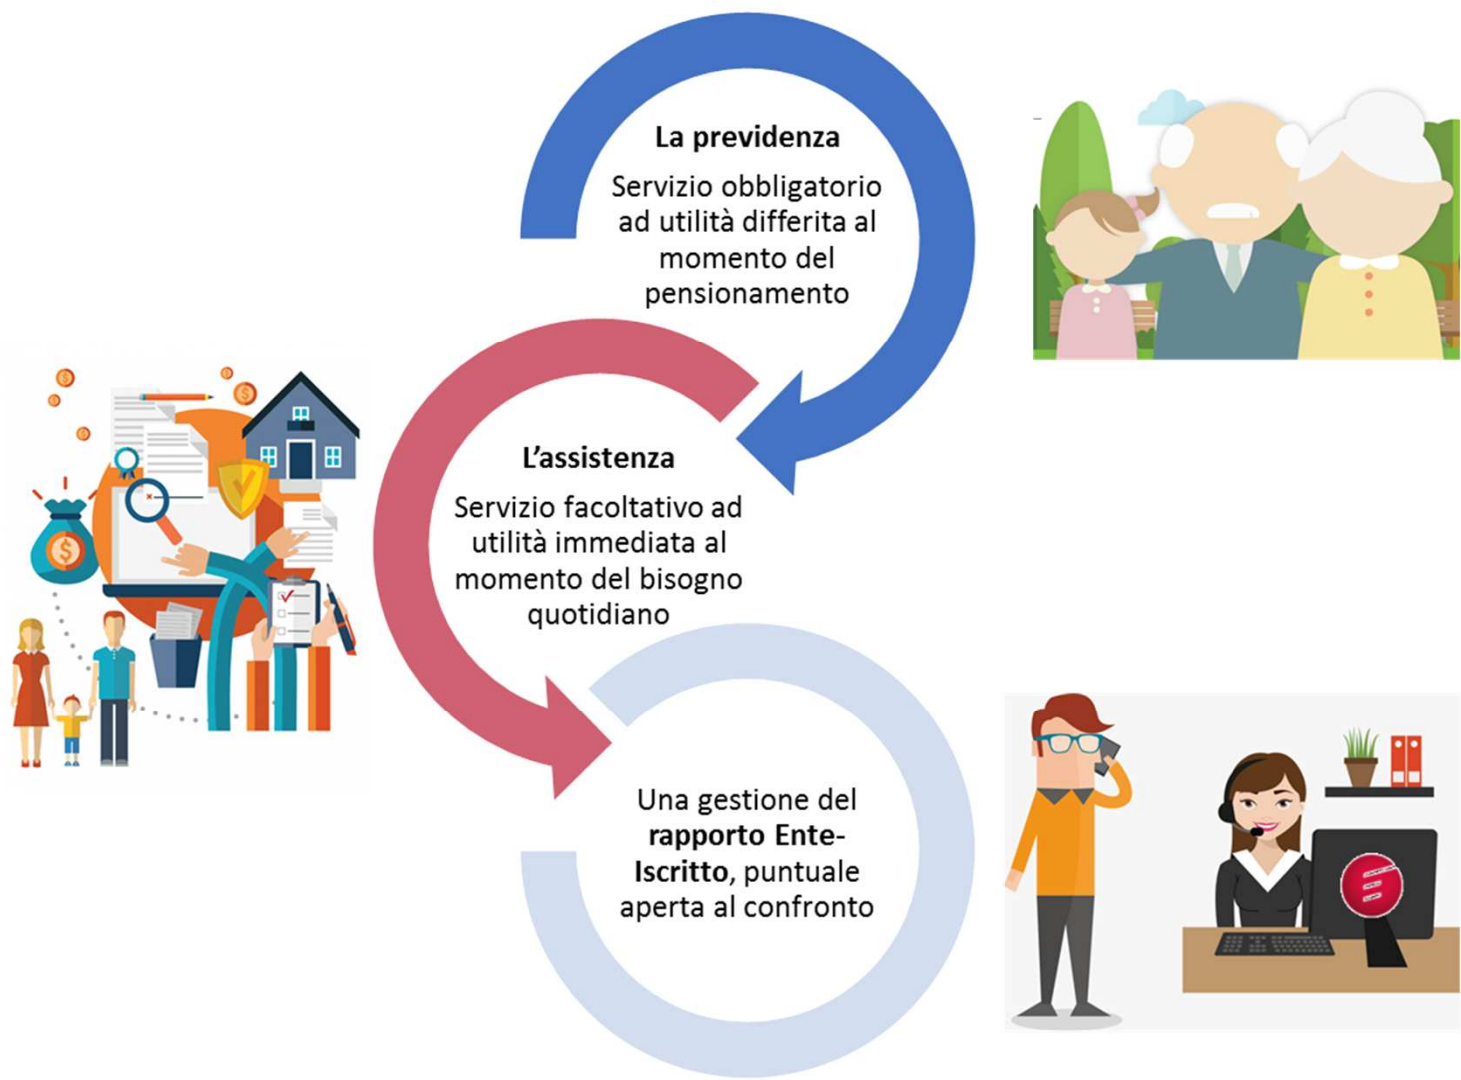 La previdenza
Servizio obbligatorio
ad utilità differita al
momento del
pensionamento
L’assistenza
Servizio facoltativo ad
utilità immediata al
momento del bisogno
quotidiano
Una gestione del
rapporto Ente-
Iscritto, puntuale
aperta al confronto